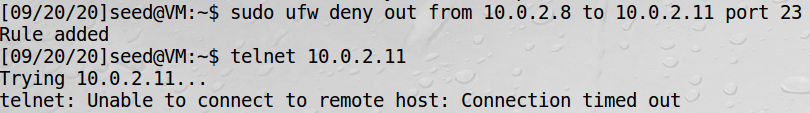 [09/20/20]seed@VM:~$ sudo ufw deny out from 10.0.2.8 to 10.0.2.11 port 23
Rule added
[09/20/20]seed@VM:~$ telnet 10.0.2.11
Trying 10.0.2.11...
telnet: Unable to connect to remote host: Connection timed out